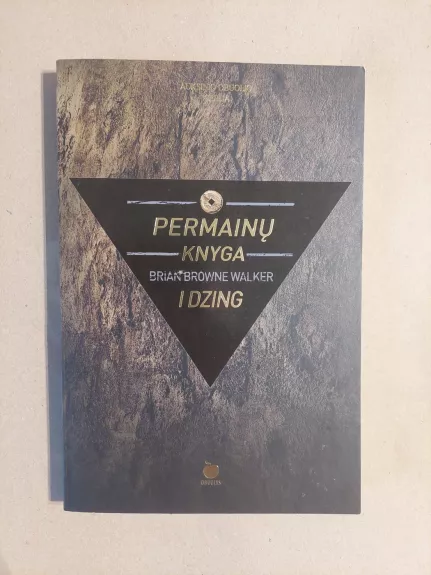 PERMAINŲ
KNYGA
BRIAN BROWNE WALKER
I DZING